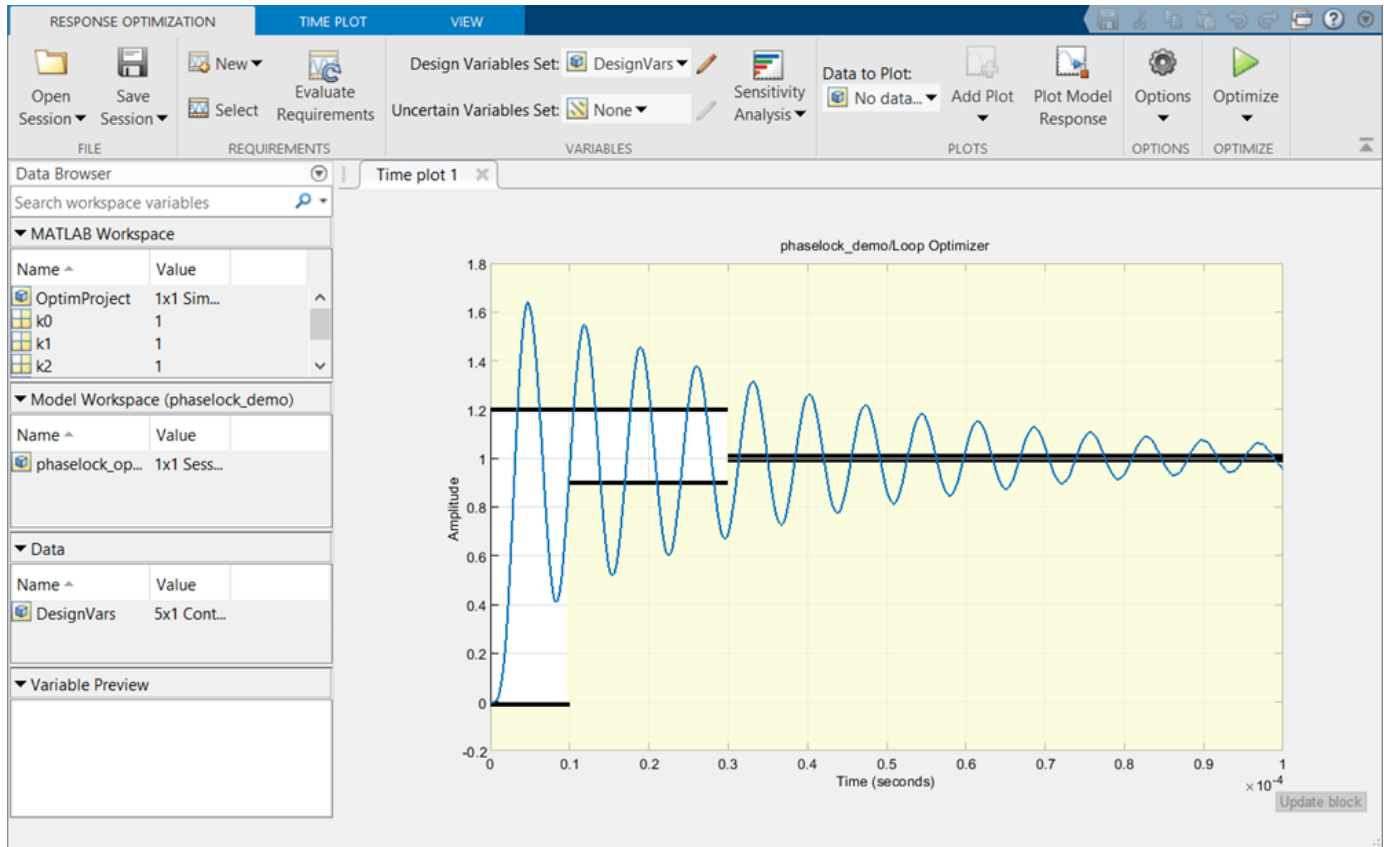 RESPONSE OPTIMIZATION TIME PLOT VIEW
Open Session Save Session New Select Evaluate Requirements
Design Variables Set: DesignVars
Uncertain Variables Set: None
Sensitivity Analysis
Data to Plot:
No data...
Add Plot
Plot Model Response
Options
Optimize
FILE REQUIREMENTS VARIABLES PLOTS OPTIONS OPTIMIZE
Data Browser
Search workspace variables
MATLAB Workspace
Name Value
OptimProject 1x1 Sim...
k0 1
k1 1
k2 1
Model Workspace (phaselock_demo)
Name Value
phaselock_op... 1x1 Sess...
Data
Name Value
DesignVars 5x1 Cont...
Variable Preview
Time plot 1
phaselock_demo/Loop Optimizer
1.8
1.6
1.4
1.2
1
0.8
0.6
0.4
0.2
0
-0.2
Amplitude
0 0.1 0.2 0.3 0.4 0.5 0.6 0.7 0.8 0.9 1
Time (seconds)
×10⁻⁴
Update block